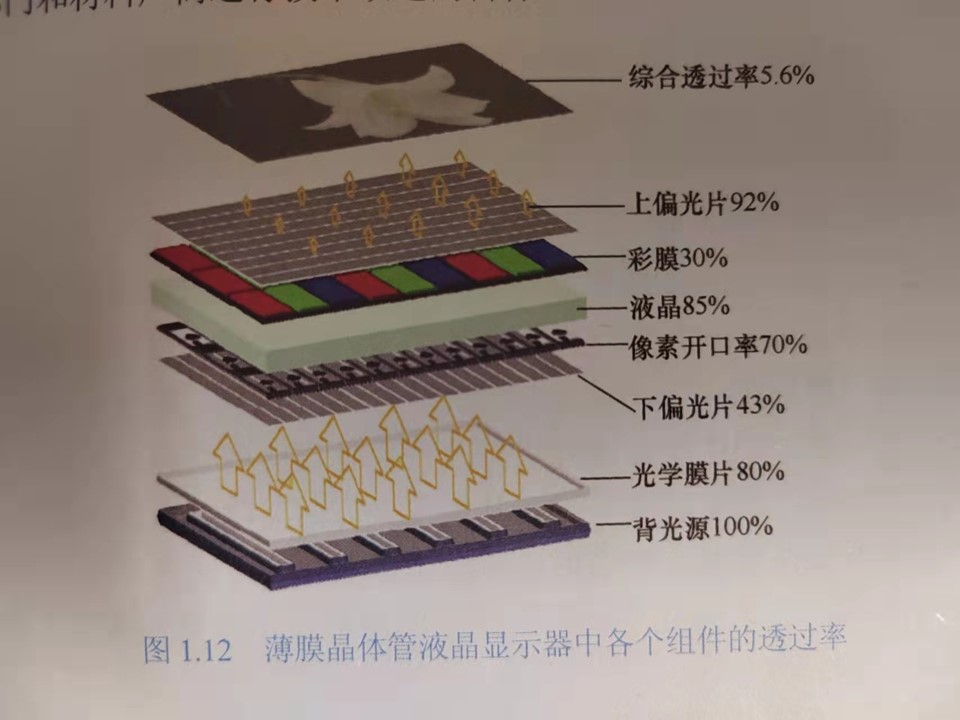 综合透过率5.6%
上偏光片92%
彩膜30%
液晶85%
像素开口率70%
下偏光片43%
光学膜片80%
背光源100%
图 1.12 薄膜晶体管液晶显示器中各个组件的透过率